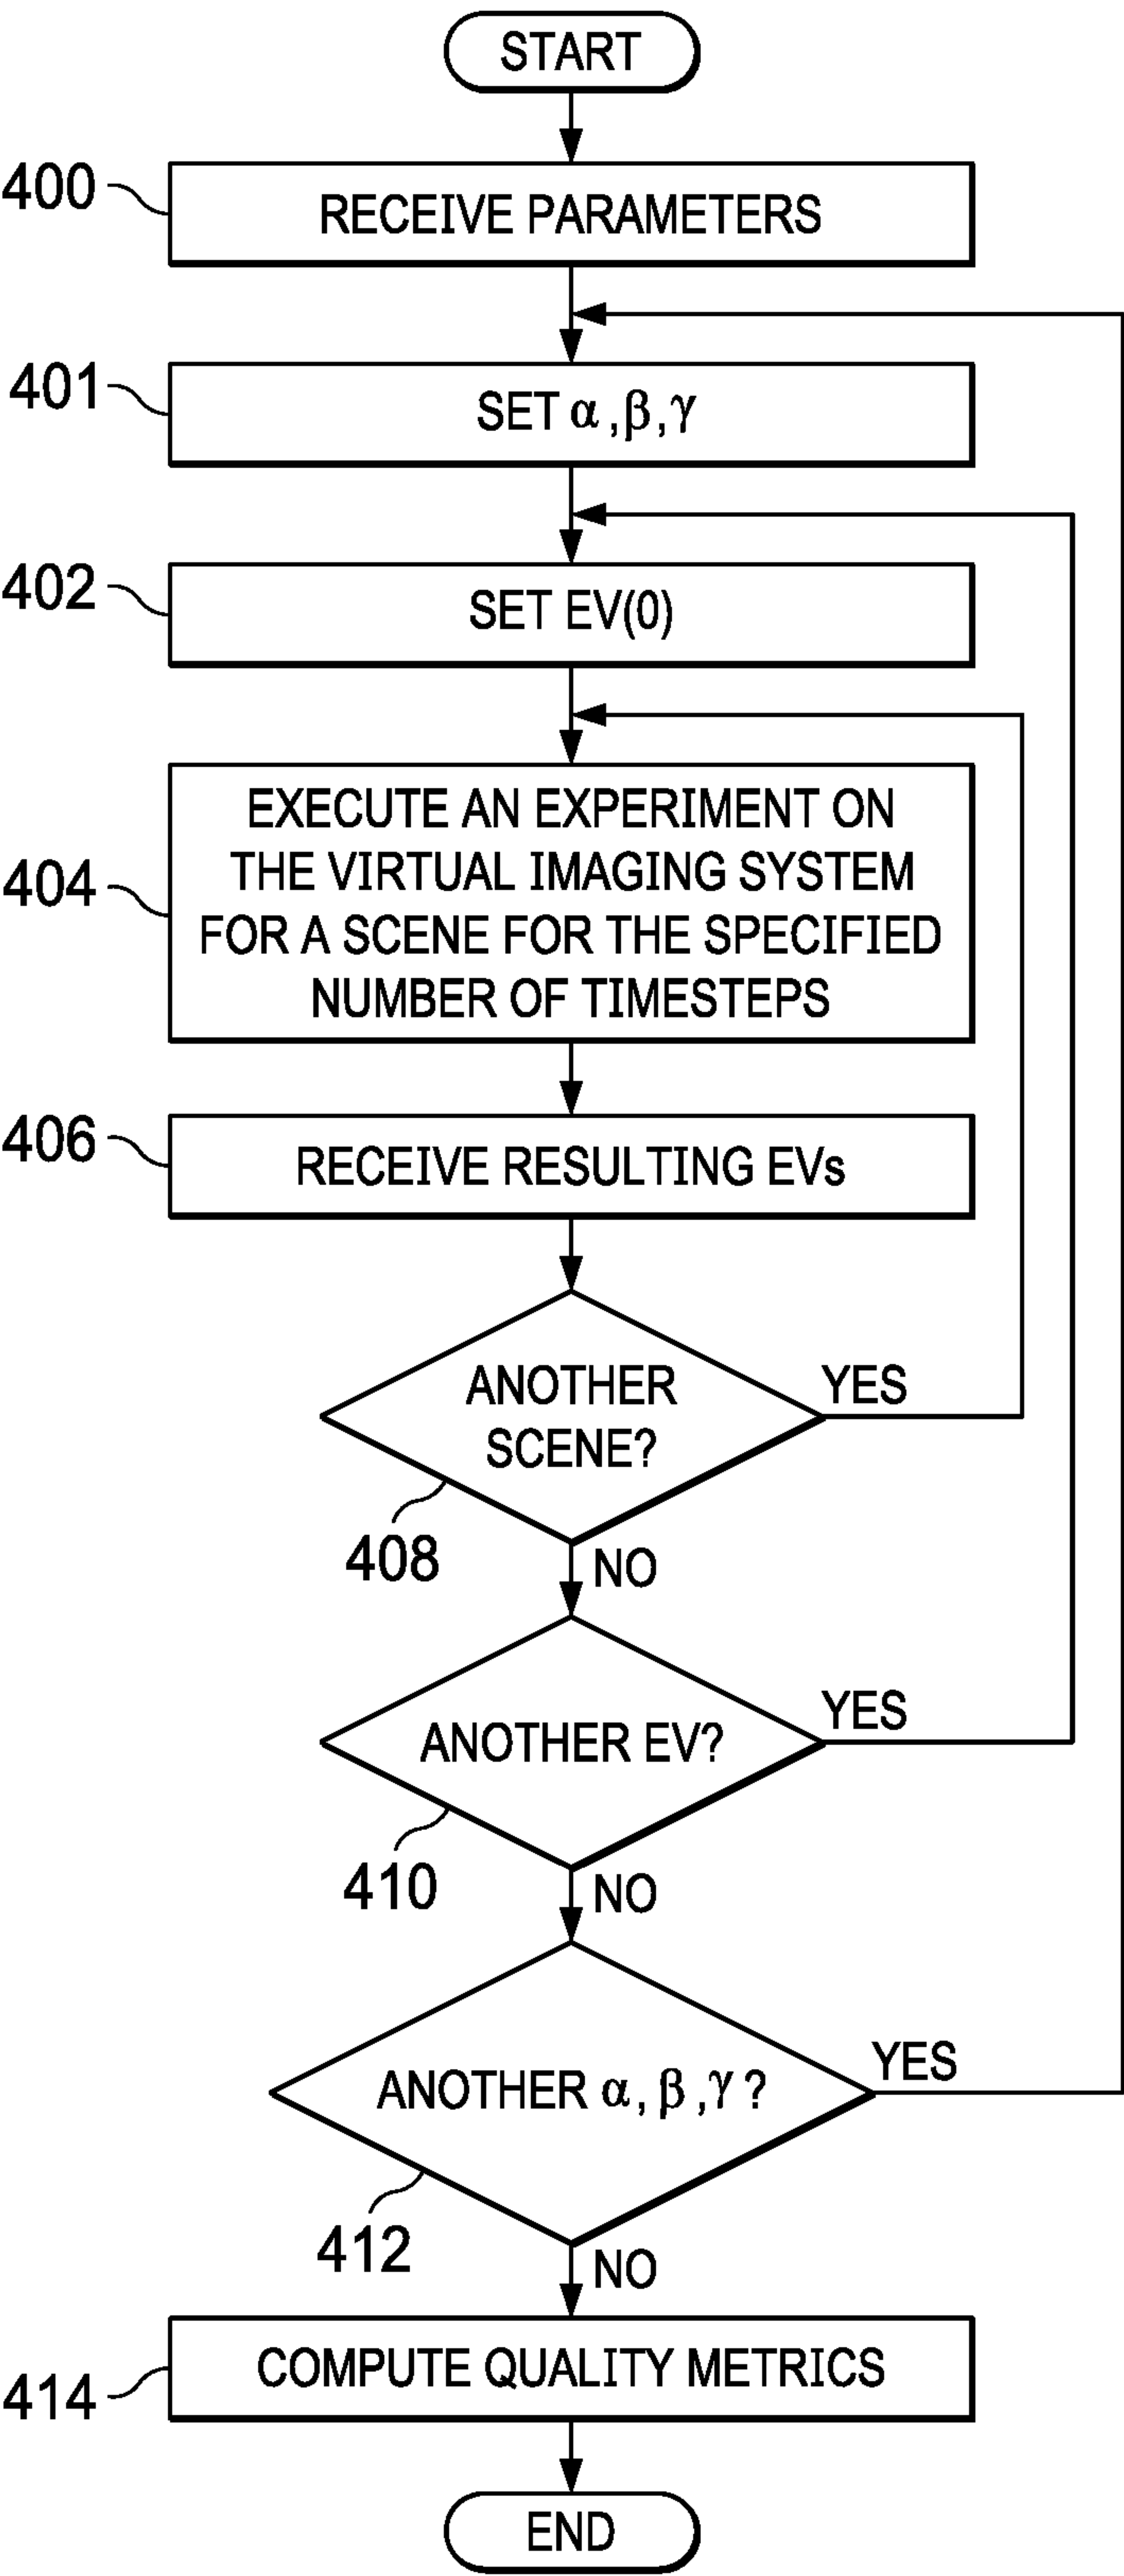 START
400
RECEIVE PARAMETERS
401
SET α,β,γ
402
SET EV(0)
404
EXECUTE AN EXPERIMENT ON
THE VIRTUAL IMAGING SYSTEM
FOR A SCENE FOR THE SPECIFIED
NUMBER OF TIMESTEPS
406
RECEIVE RESULTING EVs
ANOTHER
SCENE?
YES
408
NO
ANOTHER EV?
YES
410
NO
ANOTHER α, β,γ?
YES
412
NO
414
COMPUTE QUALITY METRICS
END